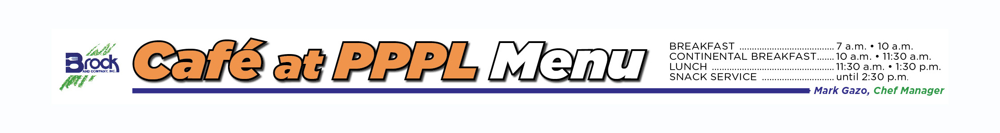 Brock
AND COMPANY, INC.
Café at PPPL Menu
BREAKFAST ...................................... 7 a.m. • 10 a.m.
CONTINENTAL BREAKFAST....... 10 a.m. • 11:30 a.m.
LUNCH ................................................. 11:30 a.m. • 1:30 p.m.
SNACK SERVICE ............................. until 2:30 p.m.
Mark Gazo, Chef Manager